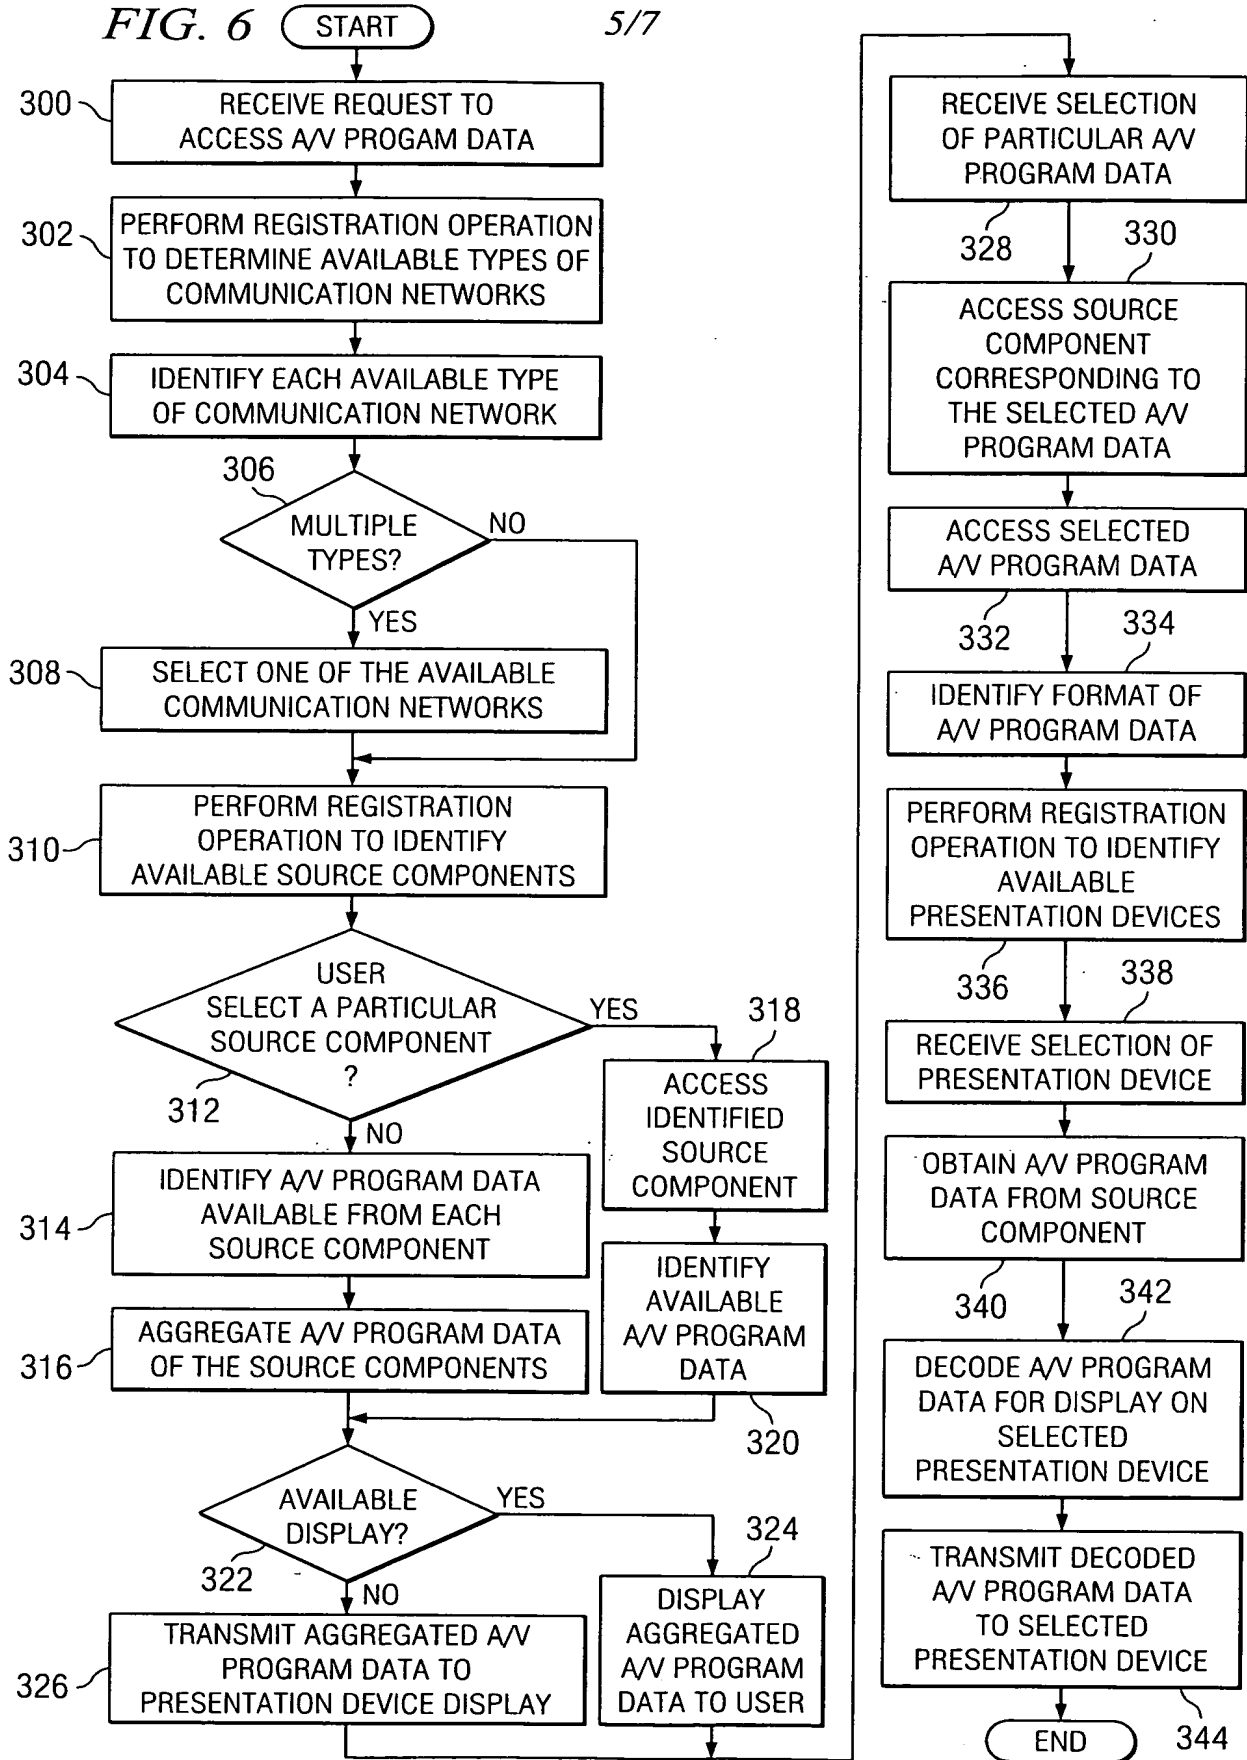 FIG. 6
START
5/7
300
RECEIVE REQUEST TO
ACCESS A/V PROGAM DATA
302
PERFORM REGISTRATION OPERATION
TO DETERMINE AVAILABLE TYPES OF
COMMUNICATION NETWORKS
304
IDENTIFY EACH AVAILABLE TYPE
OF COMMUNICATION NETWORK
306
MULTIPLE
TYPES?
NO
YES
308
SELECT ONE OF THE AVAILABLE
COMMUNICATION NETWORKS
310
PERFORM REGISTRATION
OPERATION TO IDENTIFY
AVAILABLE SOURCE COMPONENTS
USER
SELECT A PARTICULAR
SOURCE COMPONENT
?
312
YES
NO
318
ACCESS
IDENTIFIED
SOURCE
COMPONENT
314
IDENTIFY A/V PROGRAM DATA
AVAILABLE FROM EACH
SOURCE COMPONENT
316
AGGREGATE A/V PROGRAM DATA
OF THE SOURCE COMPONENTS
IDENTIFY
AVAILABLE
A/V PROGRAM
DATA
320
AVAILABLE
DISPLAY?
322
YES
NO
324
DISPLAY
AGGREGATED
A/V PROGRAM
DATA TO USER
326
TRANSMIT AGGREGATED A/V
PROGRAM DATA TO
PRESENTATION DEVICE DISPLAY
RECEIVE SELECTION
OF PARTICULAR A/V
PROGRAM DATA
328
330
ACCESS SOURCE
COMPONENT
CORRESPONDING TO
THE SELECTED A/V
PROGRAM DATA
ACCESS SELECTED
A/V PROGRAM DATA
332
334
IDENTIFY FORMAT OF
A/V PROGRAM DATA
PERFORM REGISTRATION
OPERATION TO IDENTIFY
AVAILABLE
PRESENTATION DEVICES
336
338
RECEIVE SELECTION OF
PRESENTATION DEVICE
OBTAIN A/V PROGRAM
DATA FROM SOURCE
COMPONENT
340
342
DECODE A/V PROGRAM
DATA FOR DISPLAY ON
SELECTED
PRESENTATION DEVICE
TRANSMIT DECODED
A/V PROGRAM DATA
TO SELECTED
PRESENTATION DEVICE
344
END